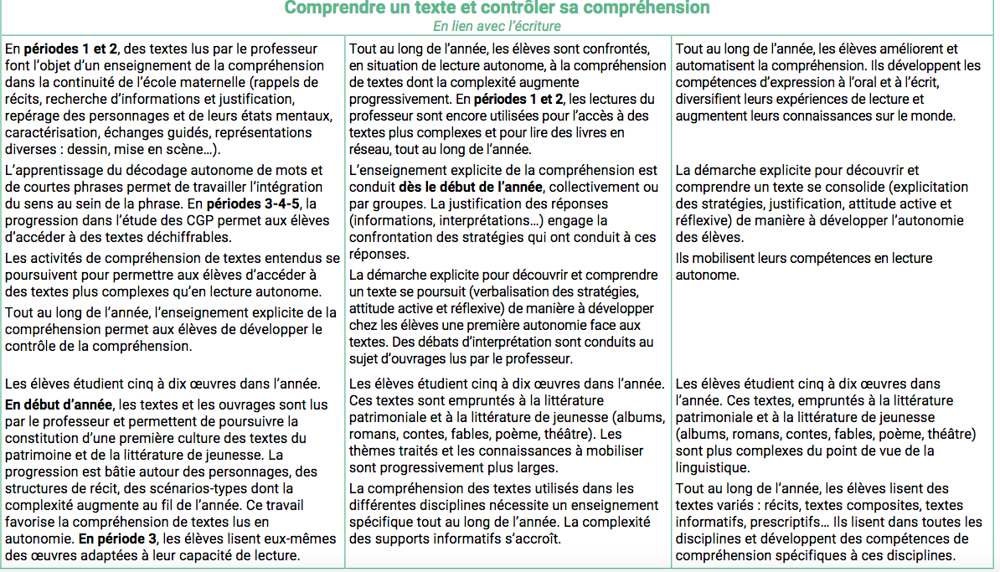 Comprendre un texte et contrôler sa compréhension
En lien avec l’écriture
En périodes 1 et 2, des textes lus par le professeur
font l’objet d’un enseignement de la compréhension
dans la continuité de l’école maternelle (rappels de
récits, recherche d’informations et justification,
repérage des personnages et de leurs états mentaux,
caractérisation, échanges guidés, représentations
diverses : dessin, mise en scène…).
L’apprentissage du décodage autonome de mots et
de courtes phrases permet de travailler l’intégration
du sens au sein de la phrase. En périodes 3-4-5, la
progression dans l’étude des CGP permet aux élèves
d’accéder à des textes déchiffrables.
Les activités de compréhension de textes entendus se
poursuivent pour permettre aux élèves d’accéder à
des textes plus complexes qu’en lecture autonome.
Tout au long de l’année, l’enseignement explicite de la
compréhension permet aux élèves de développer le
contrôle de la compréhension.
Les élèves étudient cinq à dix œuvres dans l’année.
En début d’année, les textes et les ouvrages sont lus
par le professeur et permettent de poursuivre la
constitution d’une première culture des textes du
patrimoine et de la littérature de jeunesse. La
progression est bâtie autour des personnages, des
structures de récit, des scénarios-types dont la
complexité augmente au fil de l’année. Ce travail
favorise la compréhension de textes lus en
autonomie. En période 3, les élèves lisent eux-mêmes
des œuvres adaptées à leur capacité de lecture.
Tout au long de l’année, les élèves sont confrontés,
en situation de lecture autonome, à la compréhension
de textes dont la complexité augmente
progressivement. En périodes 1 et 2, les lectures du
professeur sont encore utilisées pour l’accès à des
textes plus complexes et pour lire des livres en
réseau, tout au long de l’année.
L’enseignement explicite de la compréhension est
conduit dès le début de l’année, collectivement ou
par groupes. La justification des réponses
(informations, interprétations…) engage la
confrontation des stratégies qui ont conduit à ces
réponses.
La démarche explicite pour découvrir et comprendre
un texte se poursuit (verbalisation des stratégies,
attitude active et réflexive) de manière à développer
chez les élèves une première autonomie face aux
textes. Des débats d’interprétation sont conduits au
sujet d’ouvrages lus par le professeur.
Les élèves étudient cinq à dix œuvres dans l’année.
Ces textes sont empruntés à la littérature
patrimoniale et à la littérature de jeunesse (albums,
romans, contes, fables, poème, théâtre). Les
thèmes traités et les connaissances à mobiliser
sont progressivement plus larges.
La compréhension des textes utilisés dans les
différentes disciplines nécessite un enseignement
spécifique tout au long de l’année. La complexité
des supports informatifs s’accroît.
Tout au long de l’année, les élèves améliorent et
automatisent la compréhension. Ils développent les
compétences d’expression à l’oral et à l’écrit,
diversifient leurs expériences de lecture et
augmentent leurs connaissances sur le monde.
La démarche explicite pour découvrir et
comprendre un texte se consolide (explicitation
des stratégies, justification, attitude active et
réflexive) de manière à développer l’autonomie
des élèves.
Ils mobilisent leurs compétences en lecture
autonome.
Les élèves étudient cinq à dix œuvres dans
l’année. Ces textes, empruntés à la littérature
patrimoniale et à la littérature de jeunesse
(albums, romans, contes, fables, poème, théâtre)
sont plus complexes du point de vue de la
linguistique.
Tout au long de l’année, les élèves lisent des
textes variés : récits, textes composites, textes
informatifs, prescriptifs… Ils lisent dans toutes les
disciplines et développent des compétences de
compréhension spécifiques à ces disciplines.